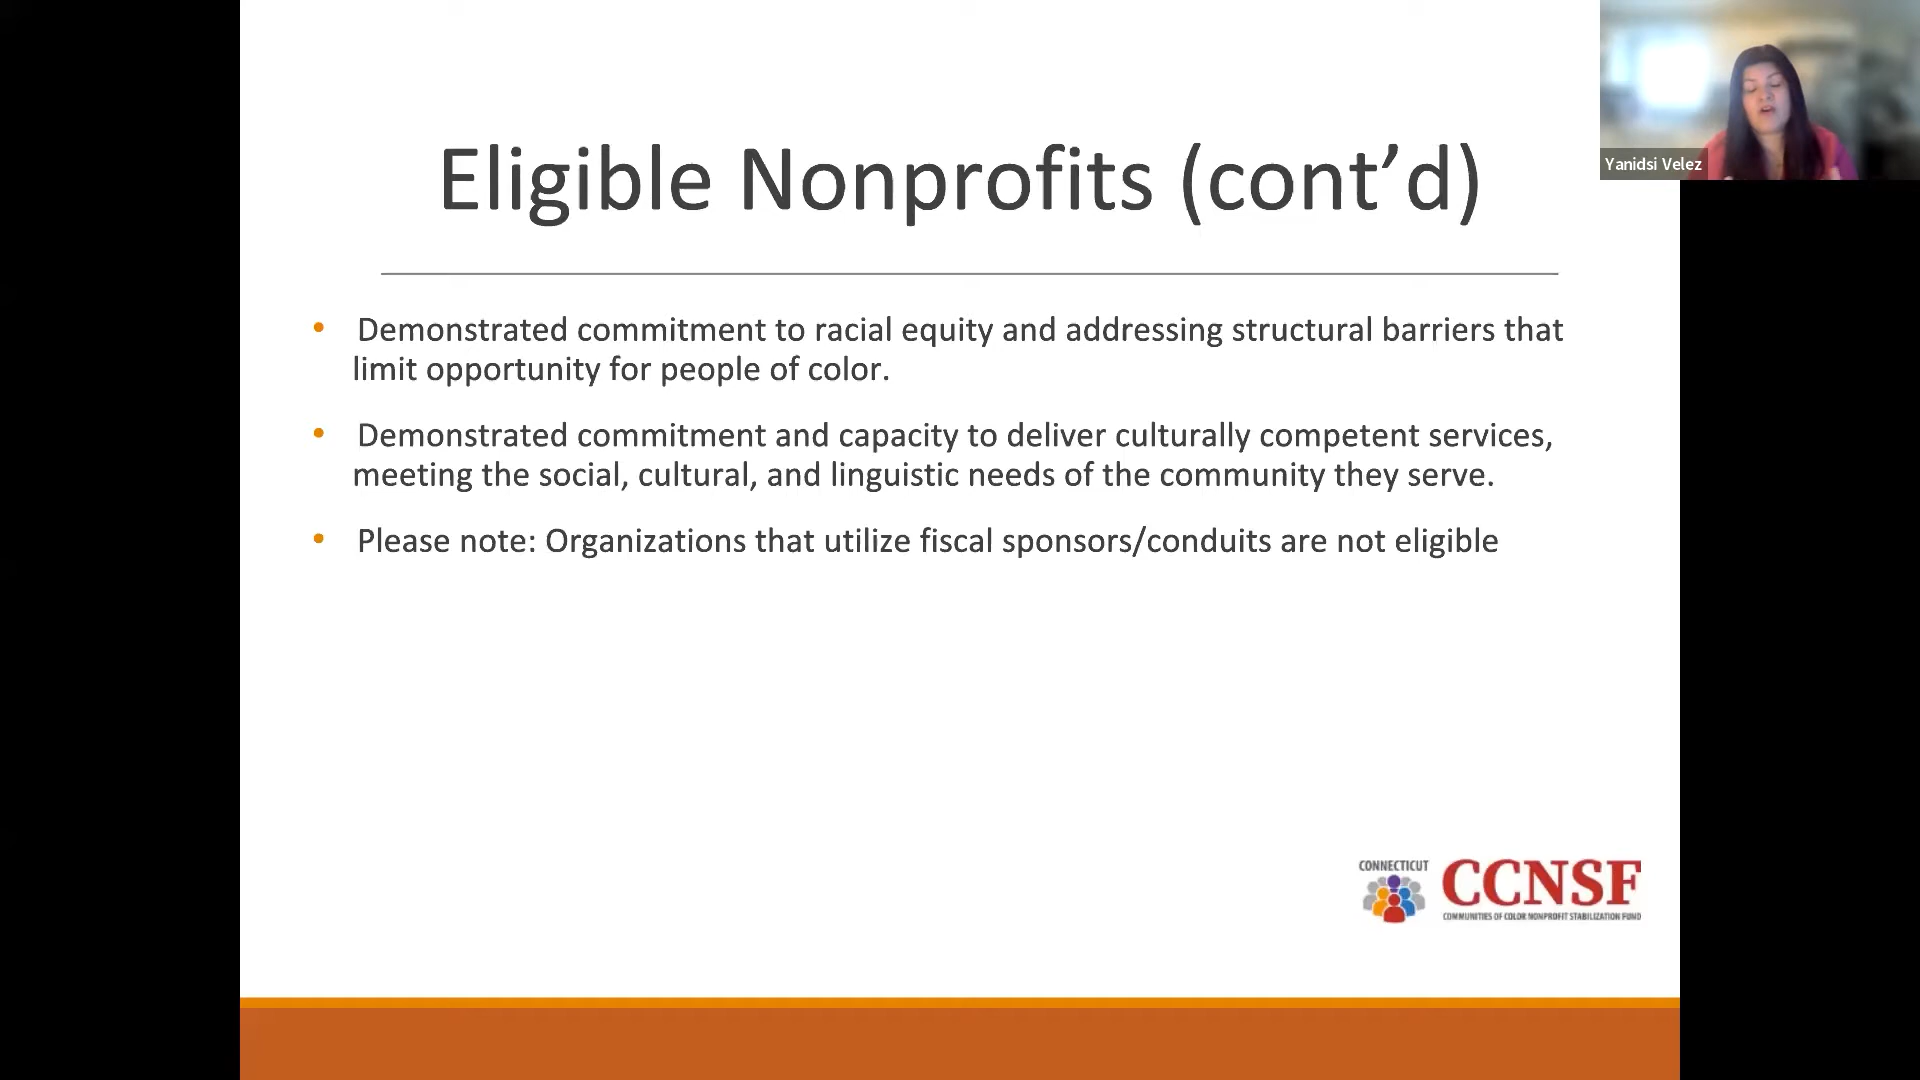 Eligible Nonprofits (cont’d)
Yanidsi Velez
• Demonstrated commitment to racial equity and addressing structural barriers that
limit opportunity for people of color.
• Demonstrated commitment and capacity to deliver culturally competent services,
meeting the social, cultural, and linguistic needs of the community they serve.
• Please note: Organizations that utilize fiscal sponsors/conduits are not eligible
CONNECTICUT
CCNSF
COMMUNITIES OF COLOR NONPROFIT STABILIZATION FUND